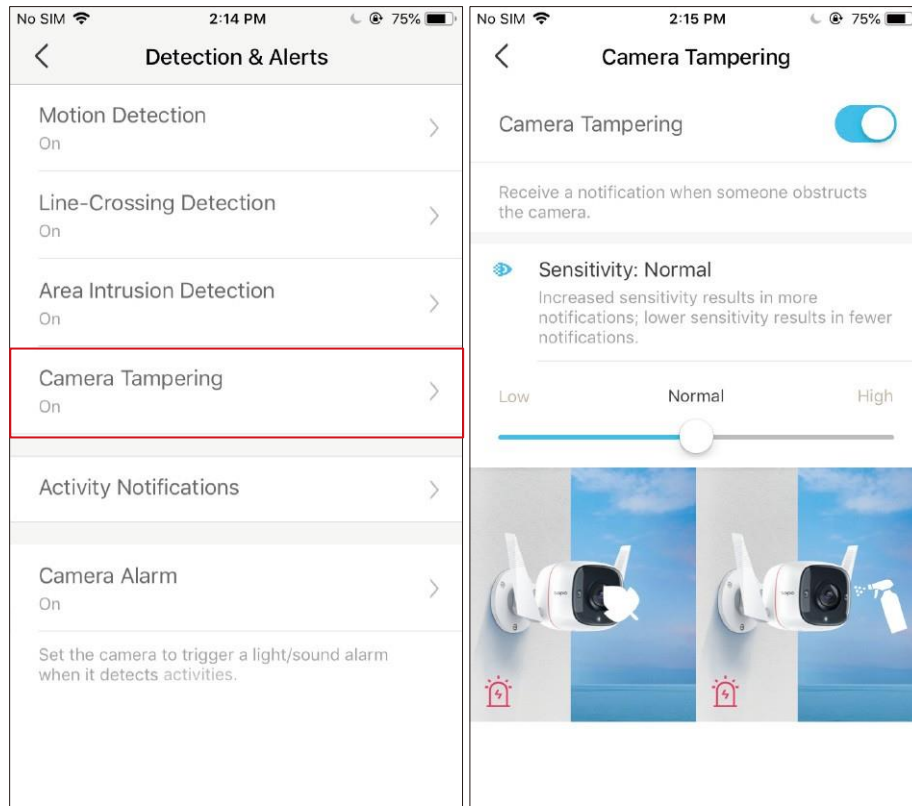 No SIM 2:14 PM 75%
Detection & Alerts
Motion Detection
On
Line-Crossing Detection
On
Area Intrusion Detection
On
Camera Tampering
On
Activity Notifications
Camera Alarm
On
Set the camera to trigger a light/sound alarm
when it detects activities.
No SIM 2:15 PM 75%
Camera Tampering
Camera Tampering
Receive a notification when someone obstructs
the camera.
Sensitivity: Normal
Increased sensitivity results in more
notifications; lower sensitivity results in fewer
notifications.
Low Normal High
tapo
tapo